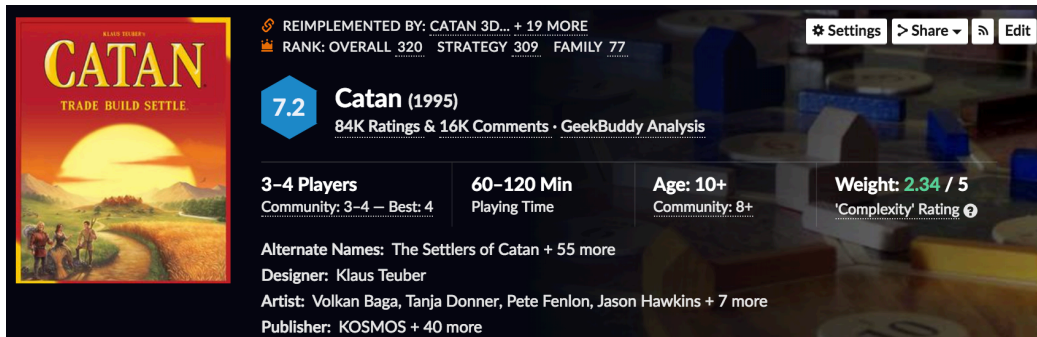 KLAUS TEUBER'S
CATAN
TRADE BUILD SETTLE
REIMPLEMENTED BY: CATAN 3D... + 19 MORE
RANK: OVERALL 320 STRATEGY 309 FAMILY 77
Settings Share Edit
7.2
Catan (1995)
84K Ratings & 16K Comments · GeekBuddy Analysis
3–4 Players
Community: 3–4 — Best: 4
60–120 Min
Playing Time
Age: 10+
Community: 8+
Weight: 2.34 / 5
'Complexity' Rating ?
Alternate Names: The Settlers of Catan + 55 more
Designer: Klaus Teuber
Artist: Volkan Baga, Tanja Donner, Pete Fenlon, Jason Hawkins + 7 more
Publisher: KOSMOS + 40 more
10